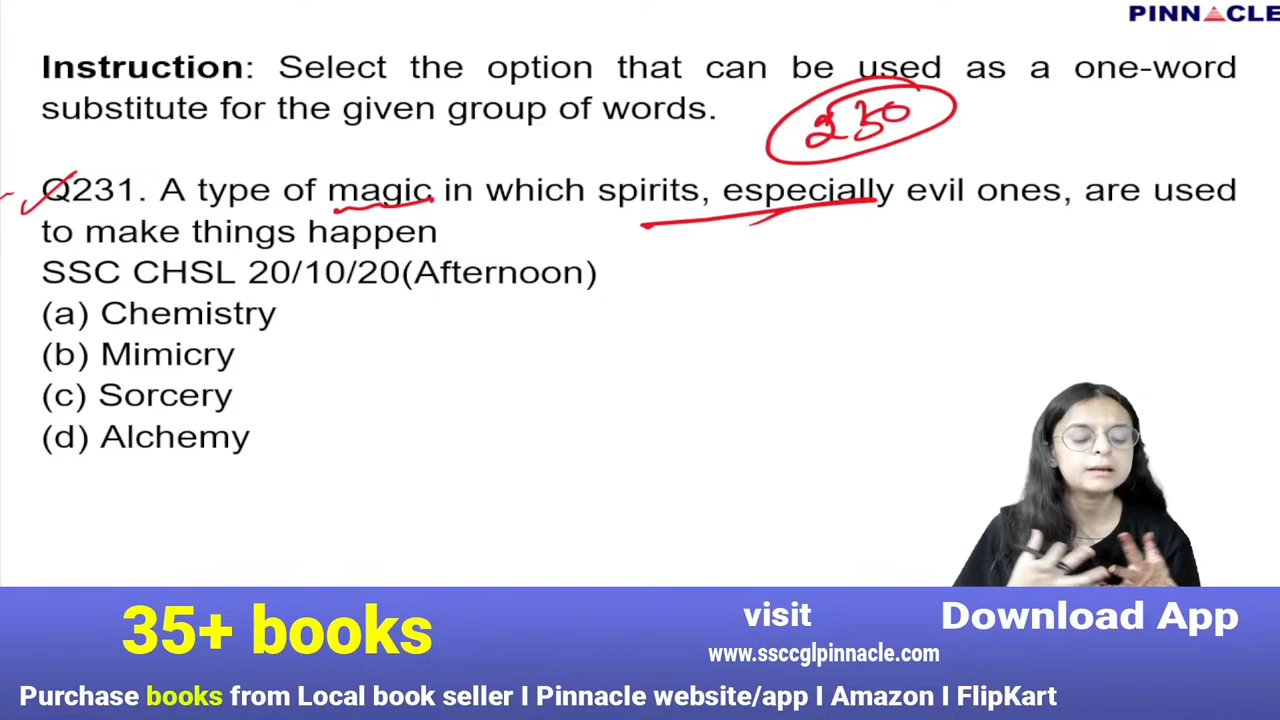 PINNACLE
Instruction: Select the option that can be used as a one-word
substitute for the given group of words.
230
Q231. A type of magic in which spirits, especially evil ones, are used
to make things happen
SSC CHSL 20/10/20(Afternoon)
(a) Chemistry
(b) Mimicry
(c) Sorcery
(d) Alchemy
35+ books
visit
www.ssccglpinnacle.com
Download App
Purchase books from Local book seller I Pinnacle website/app I Amazon I FlipKart